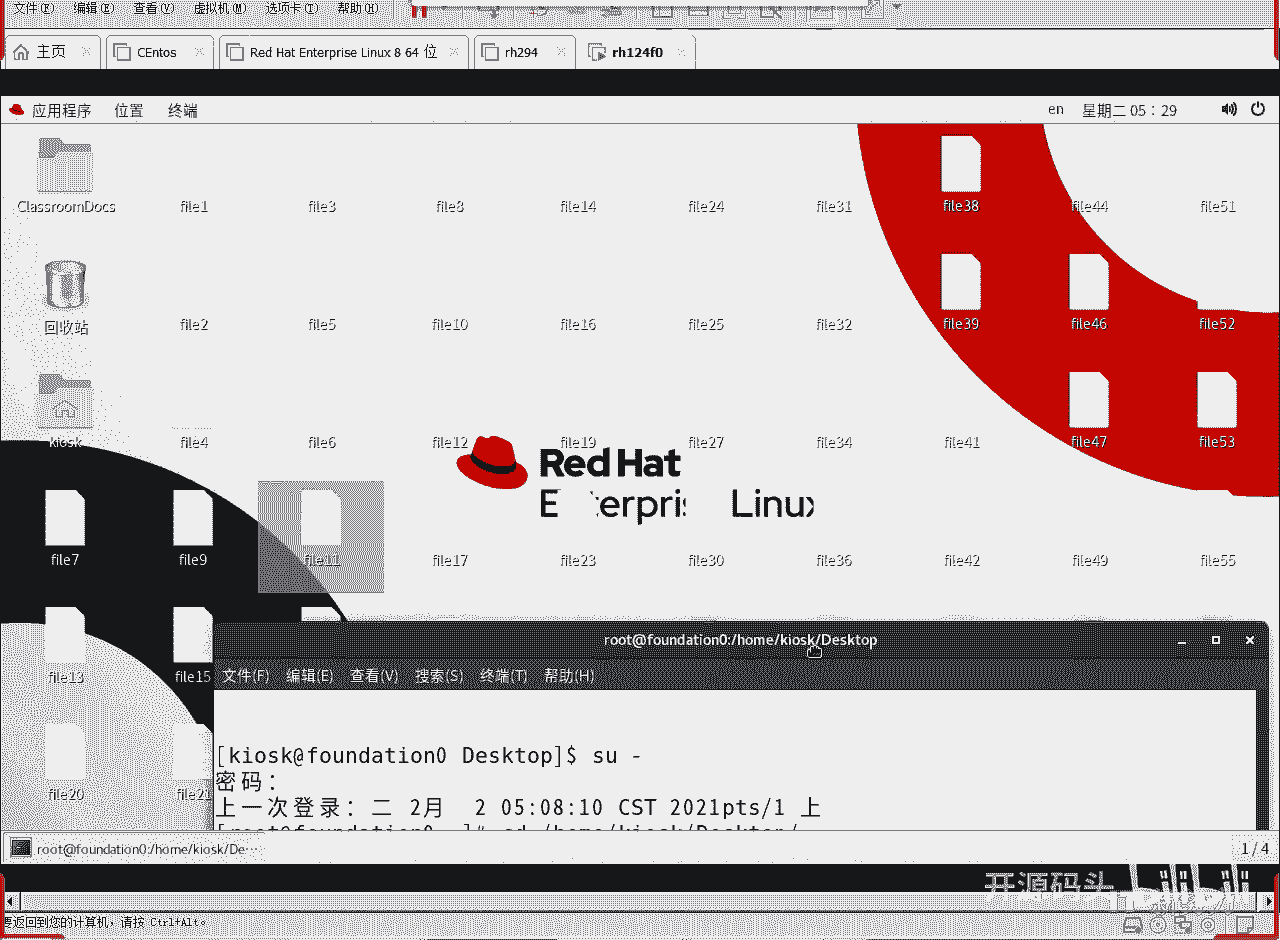 文件(F) 编辑(E) 查看(V) 虚拟机(M) 选项卡(T) 帮助(H)
主页 CEntos Red Hat Enterprise Linux 8 64 位 rh294 rh124f0
应用程序 位置 终端 en 星期二 05：29
ClassroomDocs file1 file3 file8 file14 file24 file31 file38 file44 file51
回收站 file2 file5 file10 file16 file25 file32 file39 file46 file52
kiosk file4 file6 file12 file19 file27 file34 file41 file47 file53
Red Hat
Linux
file7 file9 file11 file17 file23 file30 file36 file42 file49 file55
root@foundation0:/home/kiosk/Desktop
file13 file15 文件(F) 编辑(E) 查看(V) 搜索(S) 终端(T) 帮助(H)
[kiosk@foundation0 Desktop]$ su -
密码：
file20 file21
上一次登录：二 2月  2 05:08:10 CST 2021pts/1 上
[root@foundation0 ~]# cd /home/kiosk/Desktop/
root@foundation0:/home/kiosk/De… 1 / 4
开源码头
要返回到您的计算机，请按 Ctrl+Alt。